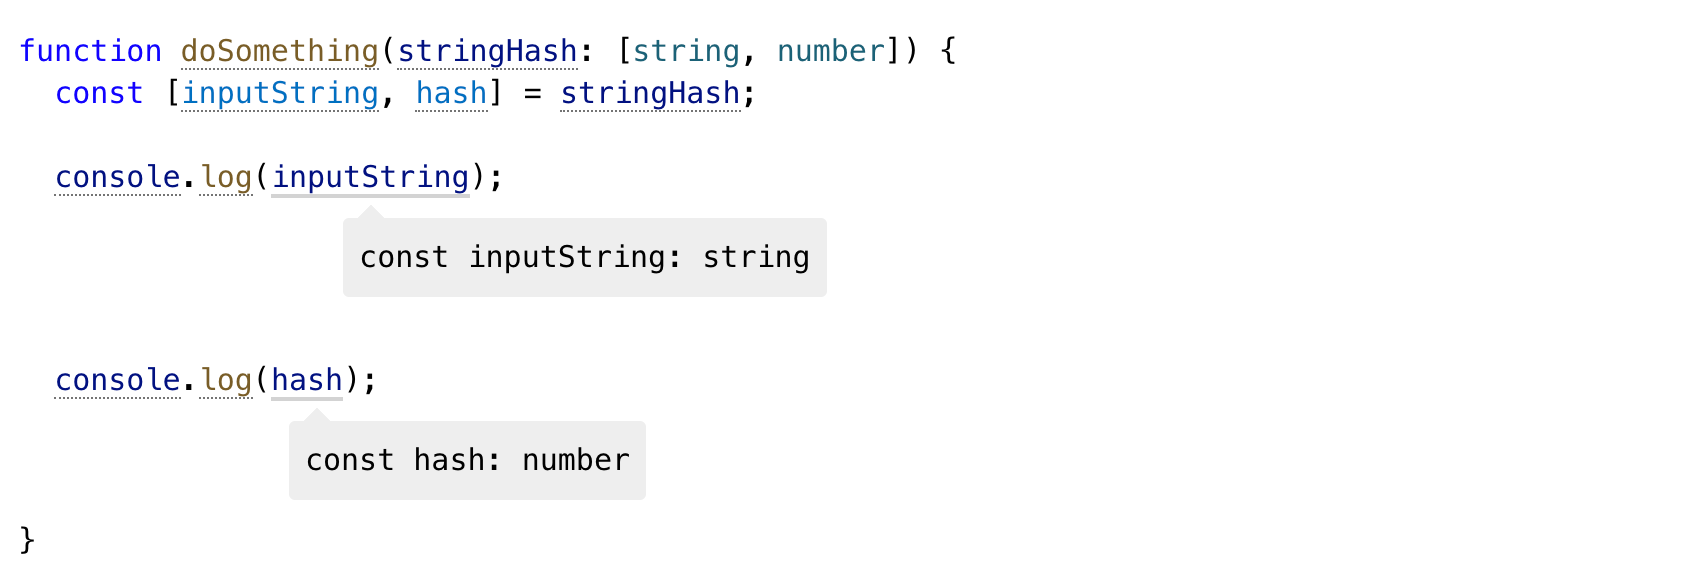 function doSomething(stringHash: [string, number]) {
  const [inputString, hash] = stringHash;
  console.log(inputString);
const inputString: string
  console.log(hash);
const hash: number
}